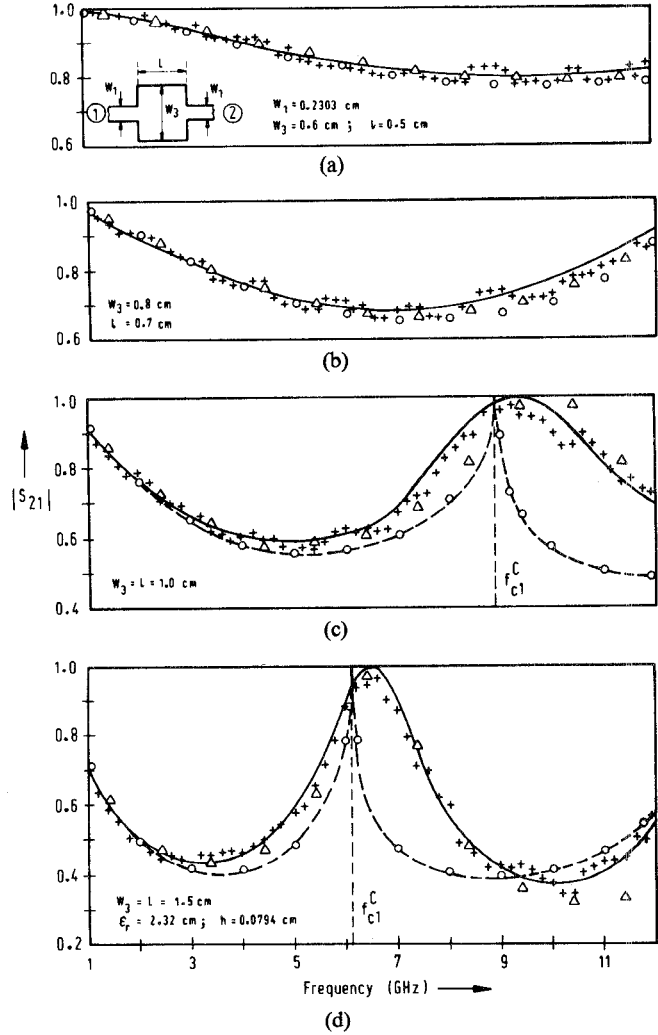 1.0
0.8
0.6
l
W1 W1
W3
1 2
W1 = 0.2303 cm
W3 = 0.6 cm ; l = 0.5 cm
(a)
1.0
0.8
0.6
W3 = 0.8 cm
l = 0.7 cm
(b)
1.0
0.8
0.6
0.4
|S21|
W3 = l = 1.0 cm
f c1 C
(c)
1.0
0.8
0.6
0.4
0.2
W3 = l = 1.5 cm
εr = 2.32 cm ; h = 0.0794 cm
f c1 C
1 3 5 7 9 11
Frequency (GHz)
(d)